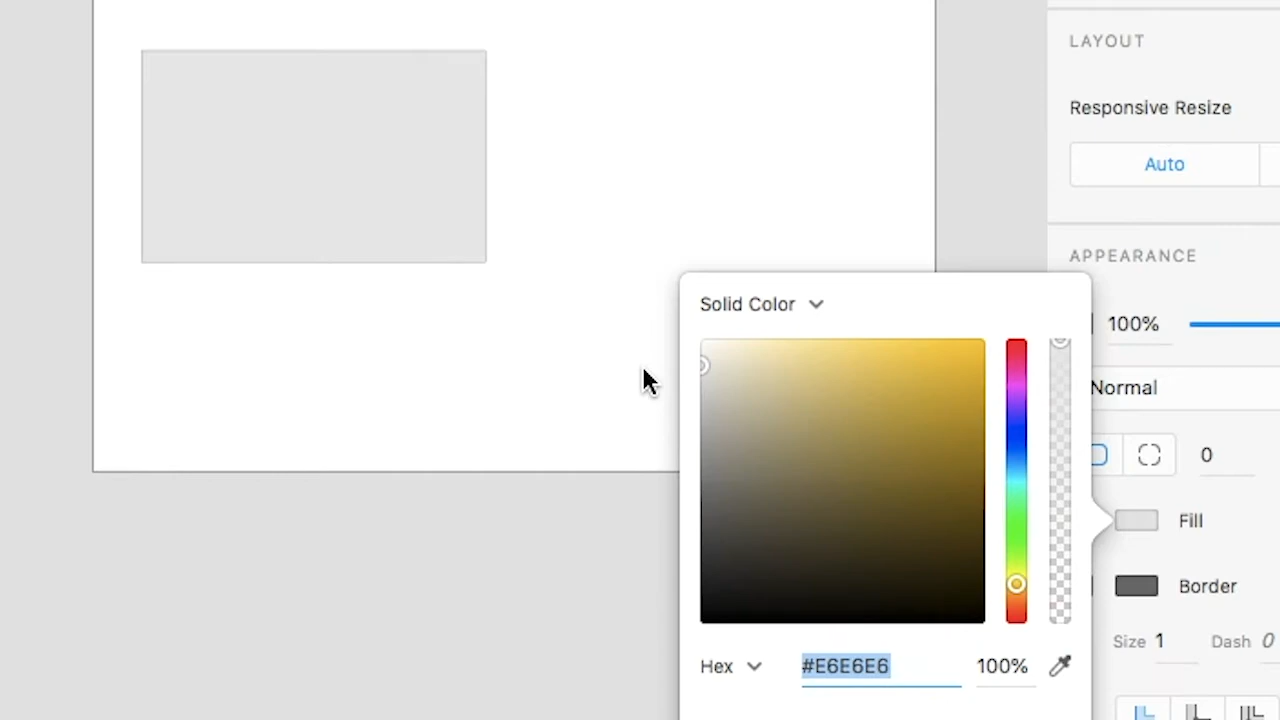 LAYOUT
Responsive Resize
Auto
APPEARANCE
Solid Color
100%
Normal
0
Fill
Border
Size 1 Dash 0
Hex #E6E6E6 100%